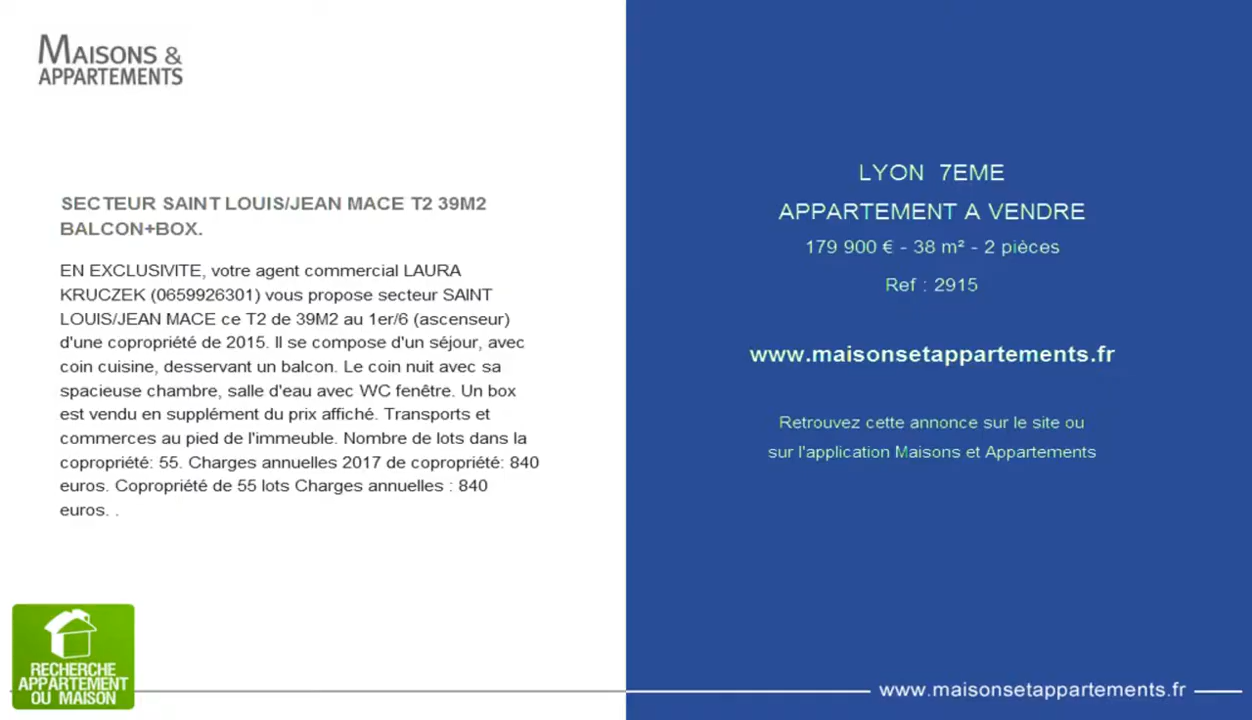 MAISONS &
APPARTEMENTS
SECTEUR SAINT LOUIS/JEAN MACE T2 39M2
BALCON+BOX.
EN EXCLUSIVITE, votre agent commercial LAURA
KRUCZEK (0659926301) vous propose secteur SAINT
LOUIS/JEAN MACE ce T2 de 39M2 au 1er/6 (ascenseur)
d'une copropriété de 2015. Il se compose d'un séjour, avec
coin cuisine, desservant un balcon. Le coin nuit avec sa
spacieuse chambre, salle d'eau avec WC fenêtre. Un box
est vendu en supplément du prix affiché. Transports et
commerces au pied de l'immeuble. Nombre de lots dans la
copropriété: 55. Charges annuelles 2017 de copropriété: 840
euros. Copropriété de 55 lots Charges annuelles : 840
euros. .
RECHERCHE
APPARTEMENT
OU MAISON
LYON 7EME
APPARTEMENT A VENDRE
179 900 € - 38 m² - 2 pièces
Ref : 2915
www.maisonsetappartements.fr
Retrouvez cette annonce sur le site ou
sur l'application Maisons et Appartements
www.maisonsetappartements.fr